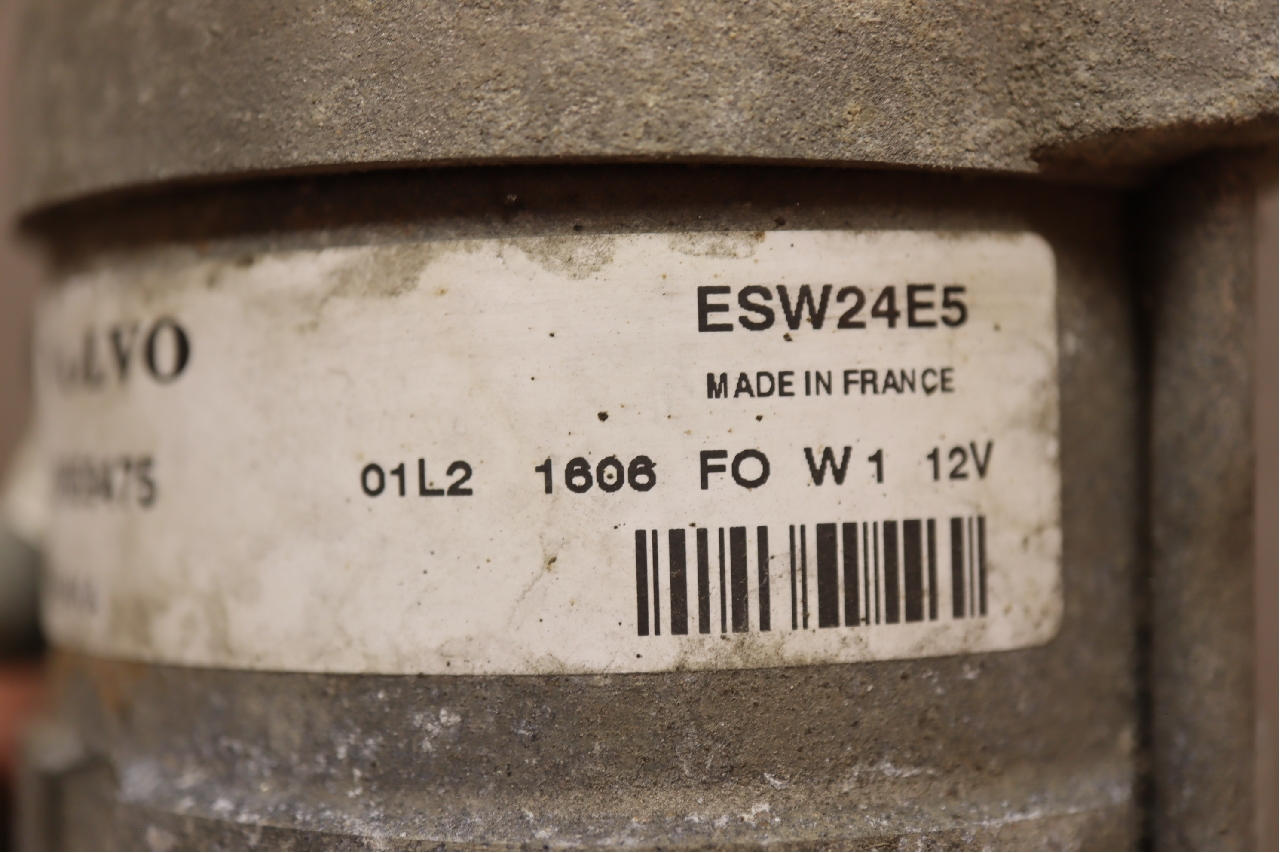 ESW24E5
MADE IN FRANCE
01L2 1606 FO W1 12V